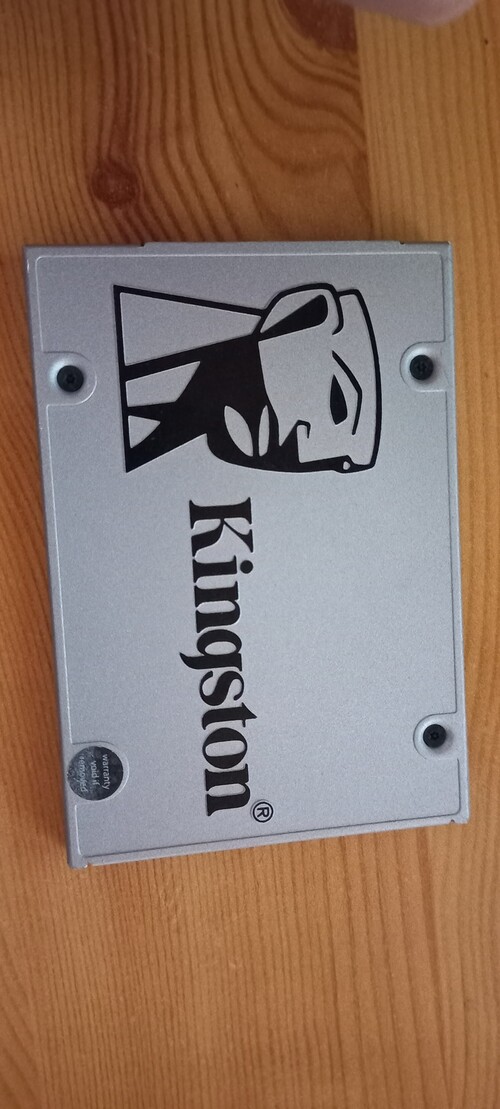 Kingston®
warranty
void if
removed